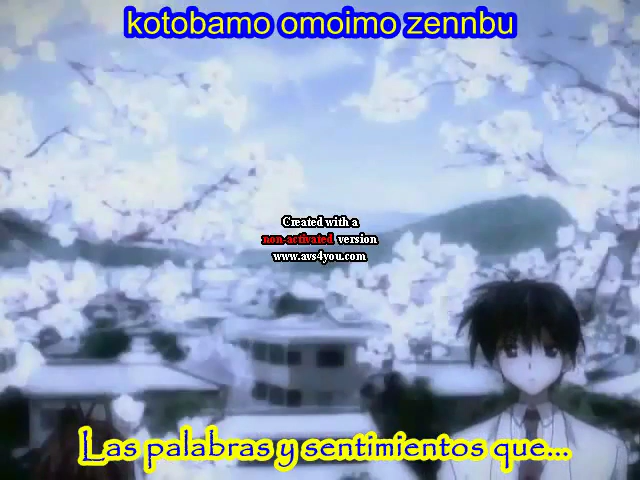 kotobamo omoimo zennbu
Created with a
non-activated version
www.avs4you.com
Las palabras y sentimientos que...